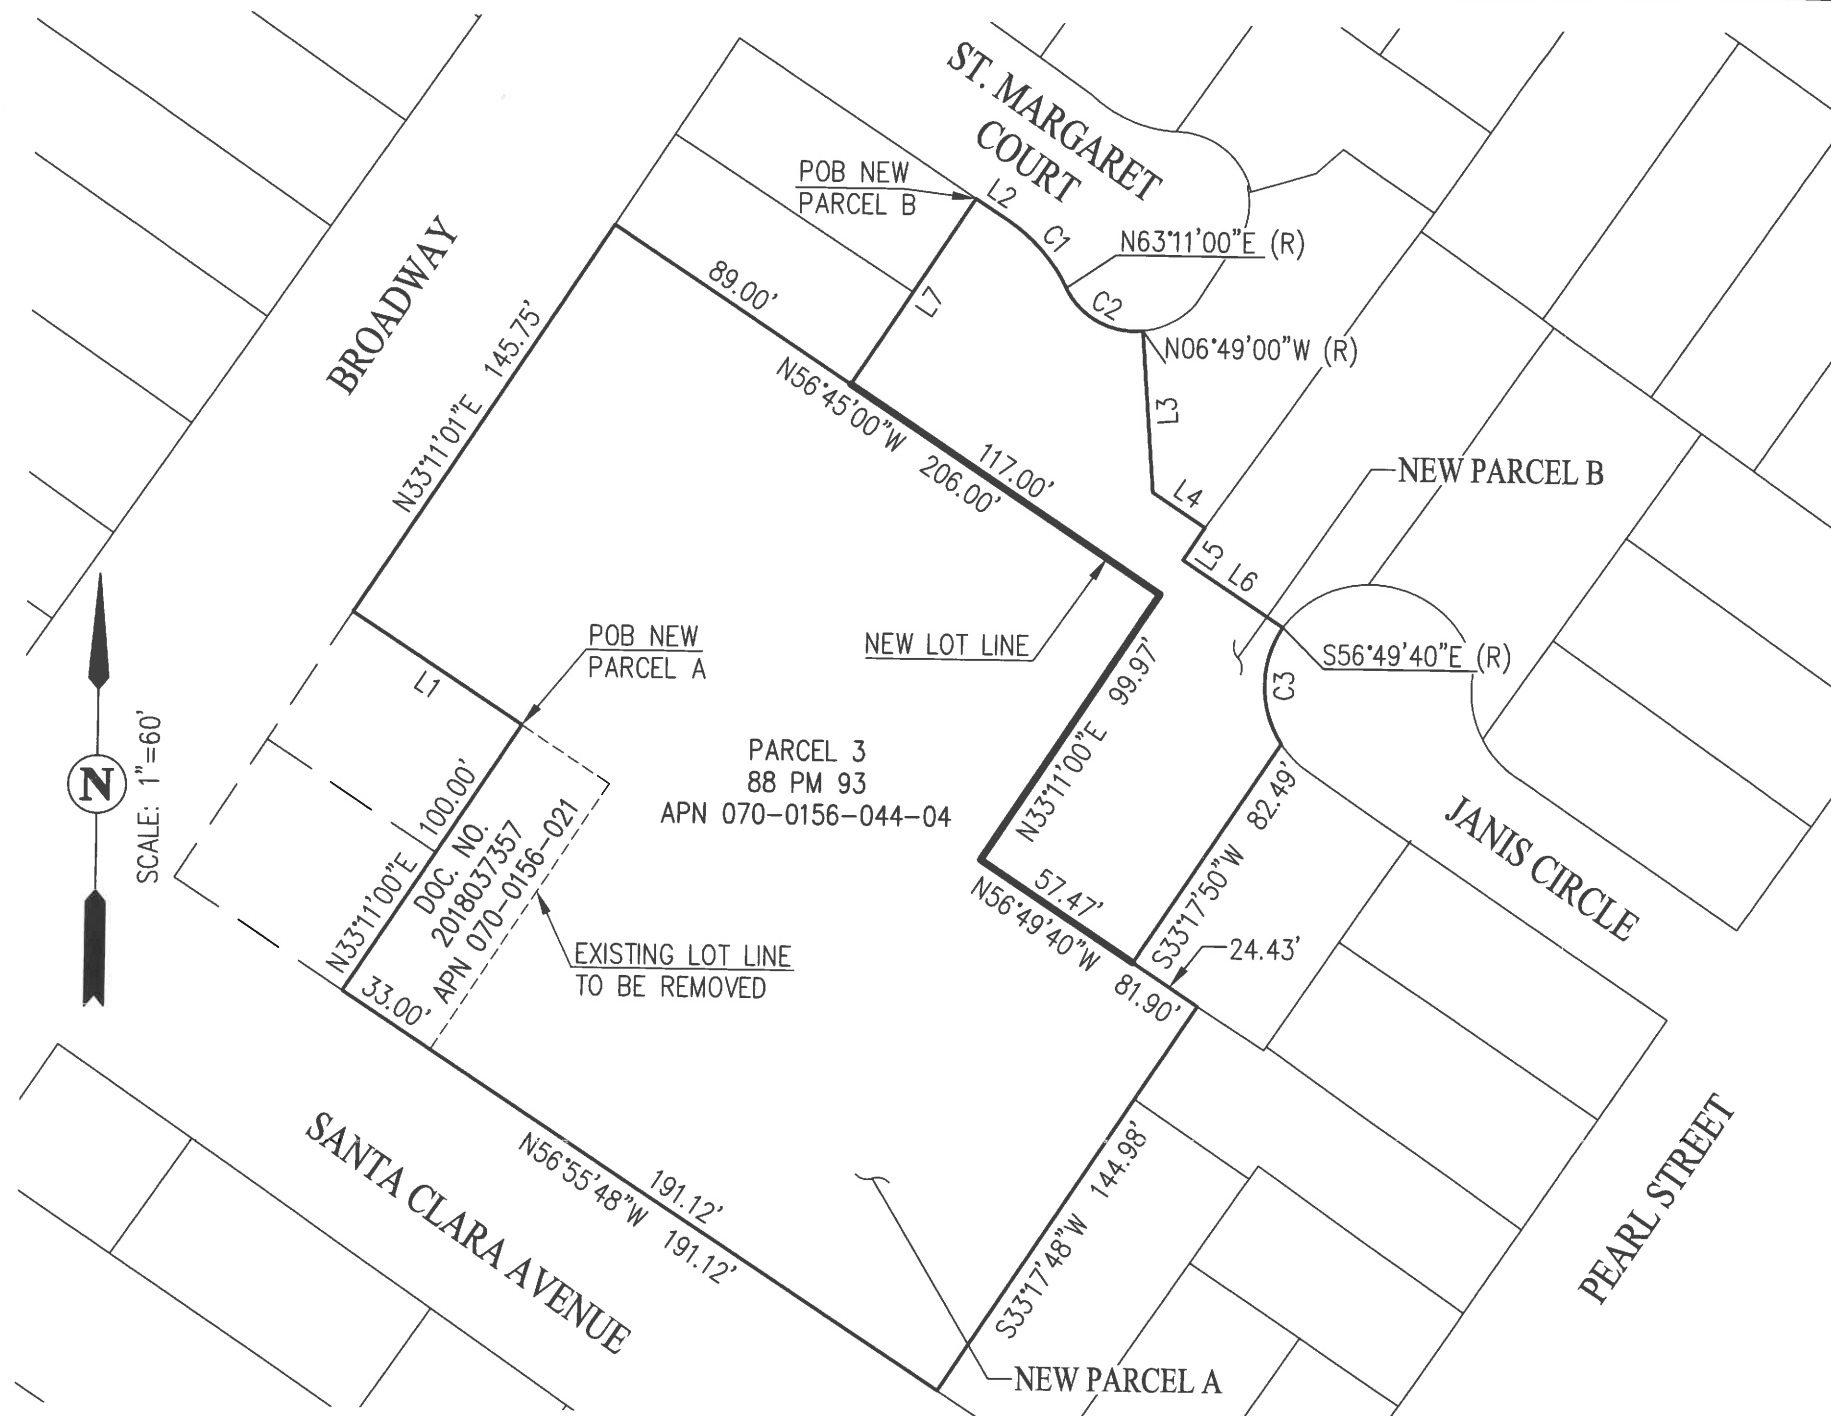 ST. MARGARET
COURT
POB NEW
PARCEL B
L2
C1
N63°11'00"E (R)
C2
N06°49'00"W (R)
BROADWAY
89.00'
L7
145.75'
N33°11'01"E
N56°45'00"W 206.00'
117.00'
L3
L4
NEW PARCEL B
L5
L6
POB NEW
PARCEL A
NEW LOT LINE
S56°49'40"E (R)
L1
C3
N33°11'00"E 99.97'
N
SCALE: 1"=60'
PARCEL 3
88 PM 93
APN 070-0156-044-04
N33°11'00"E 100.00'
DOC. NO.
20180037357
APN 070-0156-021
S33°17'50"W 82.49'
JANIS CIRCLE
57.47'
N56°49'40"W 81.90'
24.43'
EXISTING LOT LINE
TO BE REMOVED
33.00'
SANTA CLARA AVENUE
191.12'
N56°55'48"W 191.12'
S33°17'48"W 144.98'
PEARL STREET
NEW PARCEL A